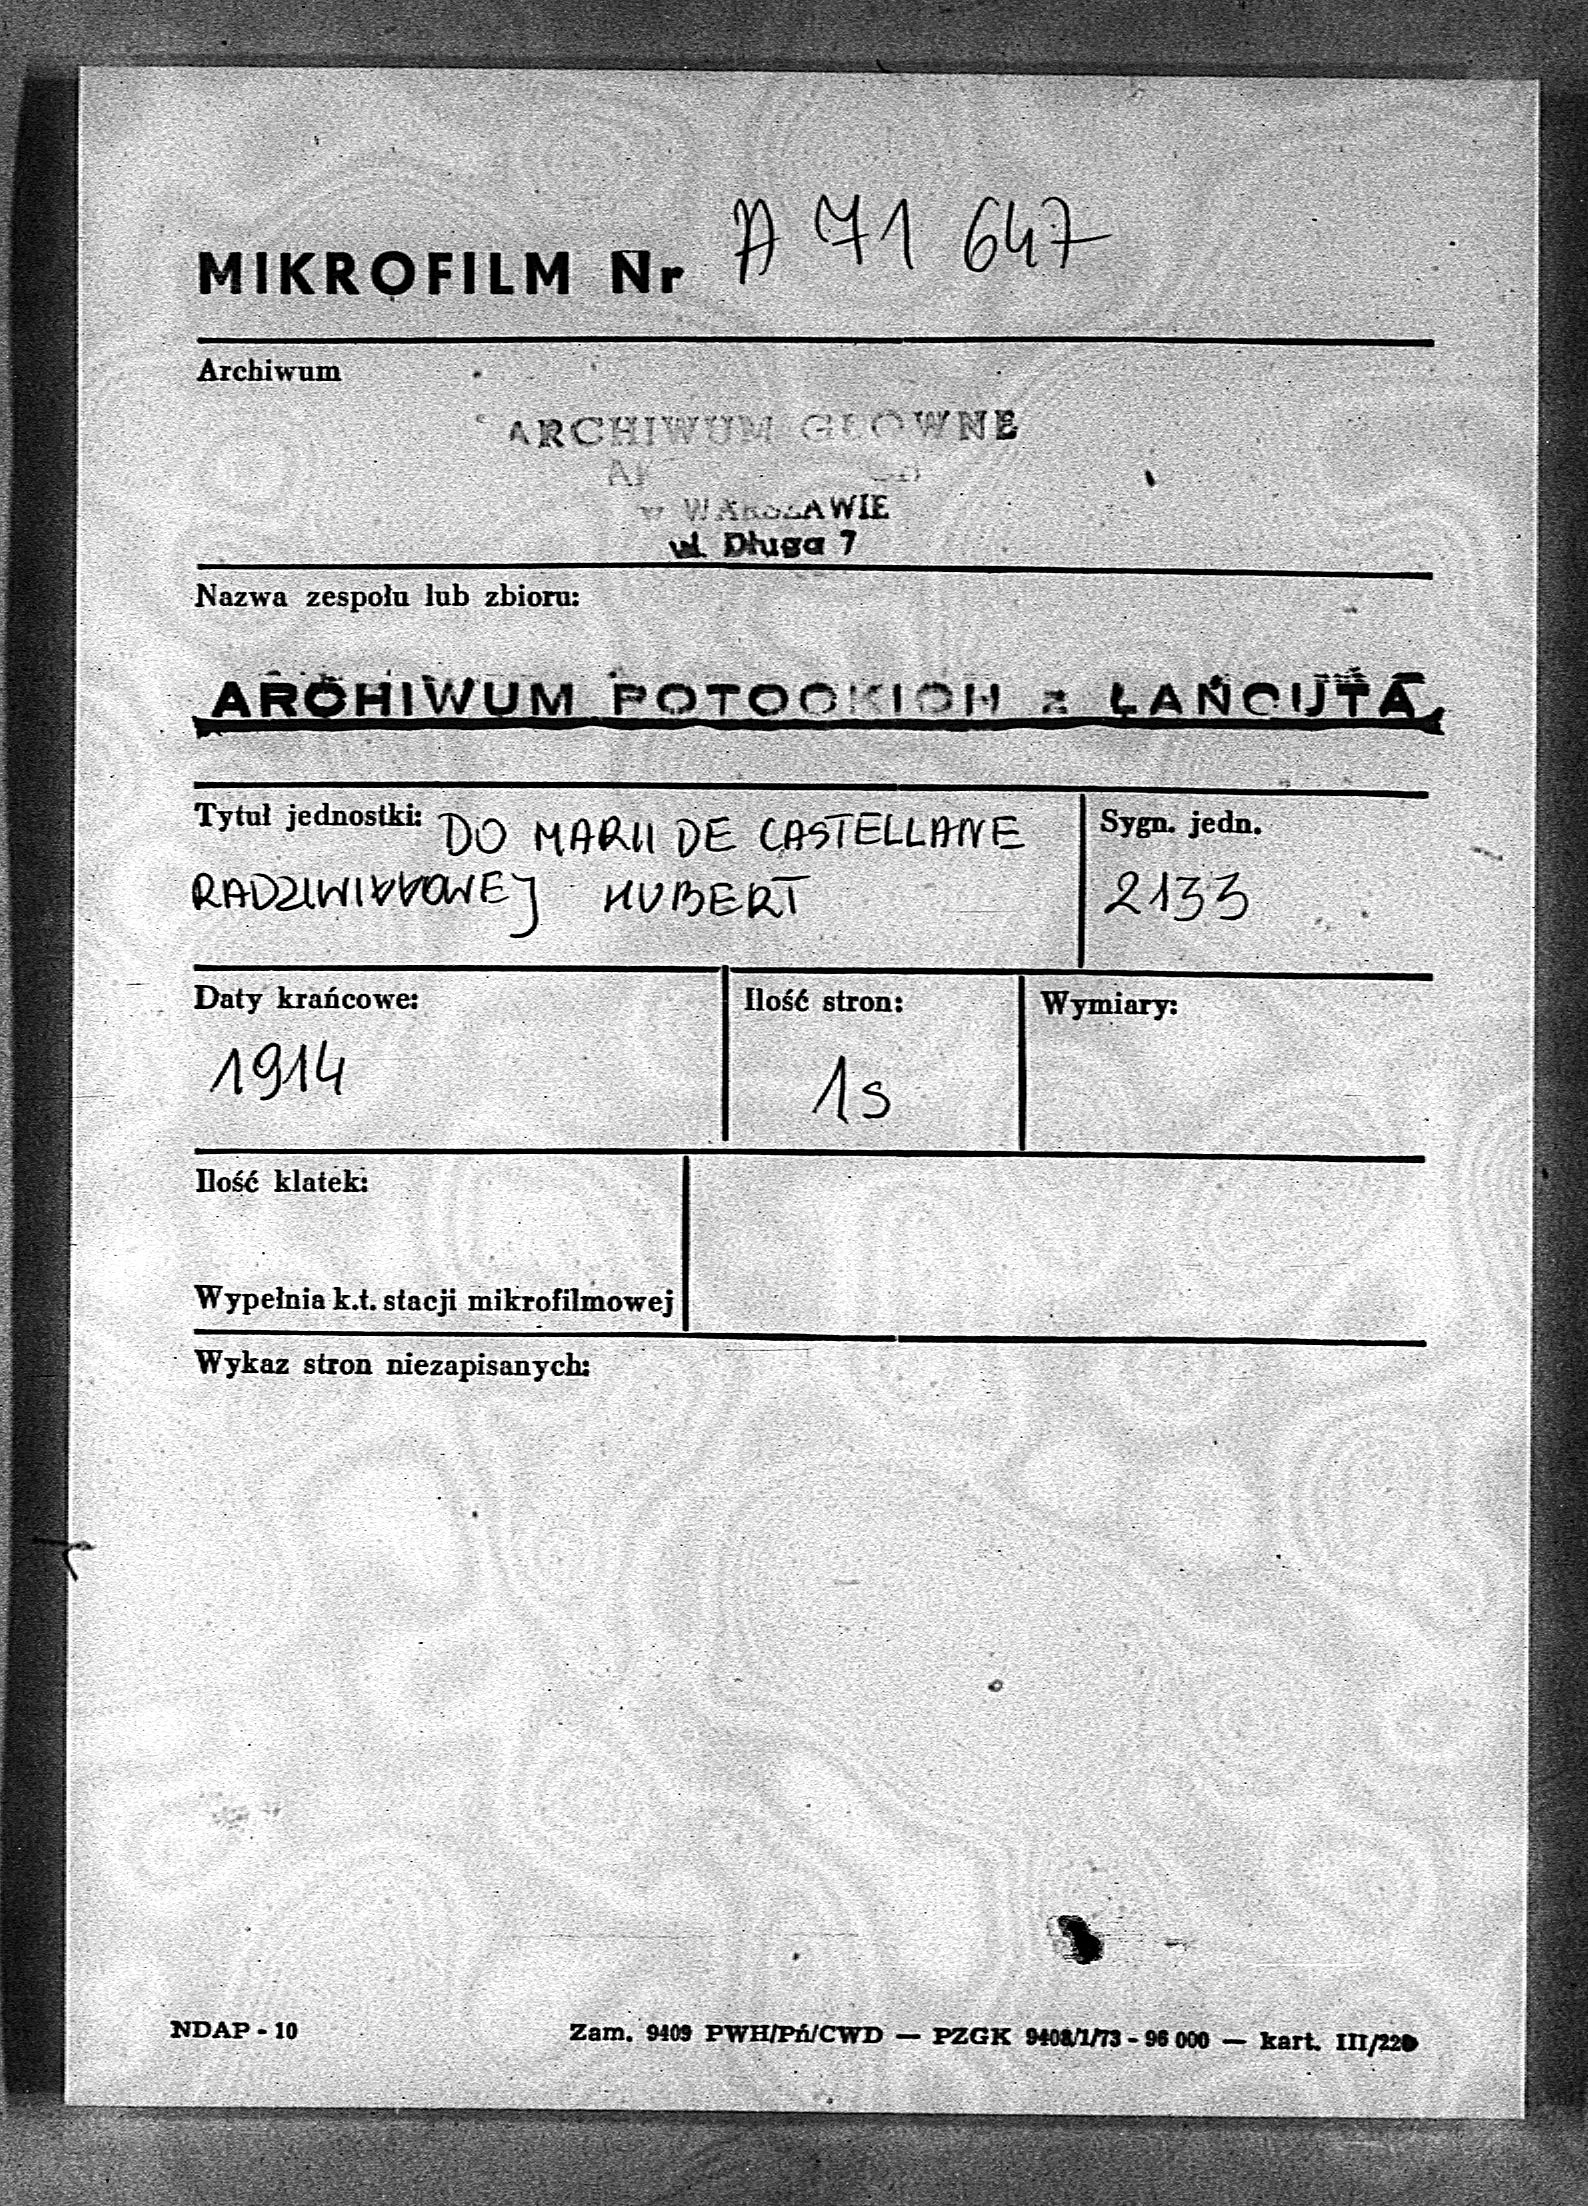 MIKROFILM Nr A 71 647
Archiwum
ARCHIWUM GŁOWNE
w WARSZAWIE
ul. Długa 7
Nazwa zespołu lub zbioru:
ARCHIWUM POTOCKICH z ŁAŃCUTA
Tytuł jednostki: DO MARII DE CASTELLANE
RADZIWIŁŁOWEJ HUBERT
Sygn. jedn.
2133
Daty krańcowe:
1914
Ilość stron:
1s
Wymiary:
Ilość klatek:
Wypełnia k.t. stacji mikrofilmowej
Wykaz stron niezapisanych:
NDAP - 10
Zam. 9409 PWH/Pń/CWD — PZGK 9408/1/73 - 96 000 — kart. III/220